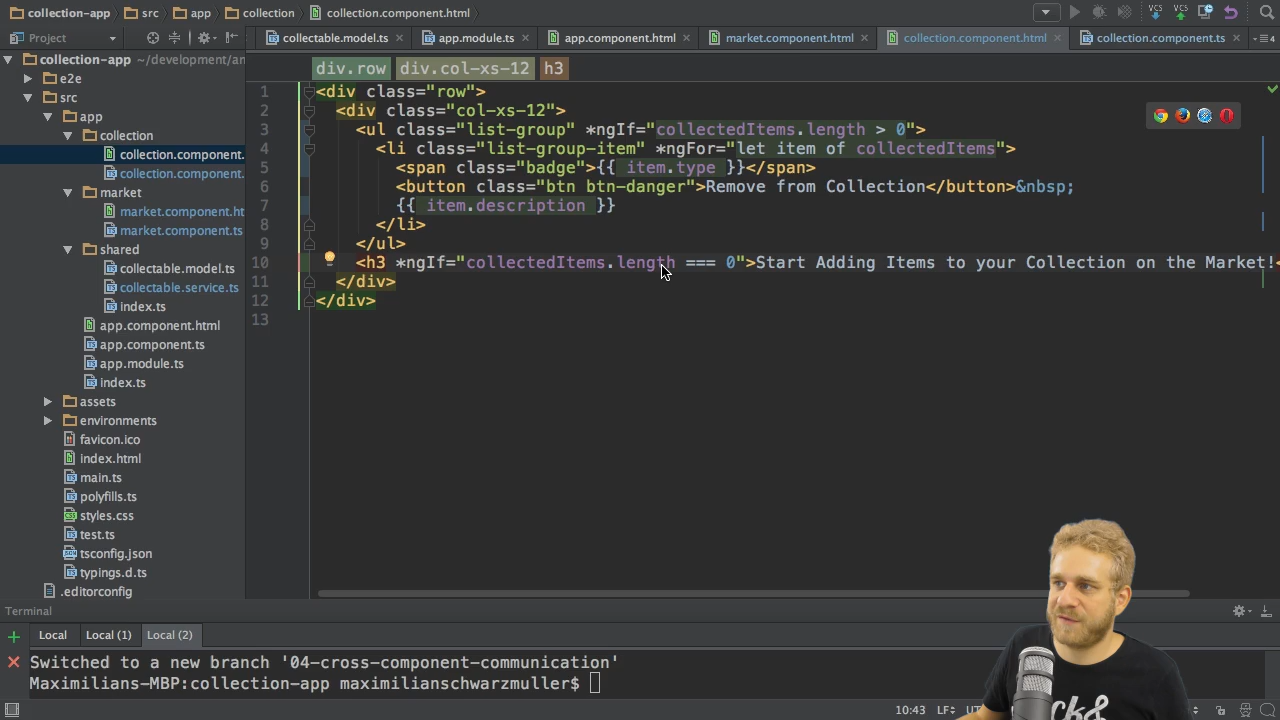 collection-app src app collection collection.component.html
Project
collectable.model.ts app.module.ts app.component.html market.component.html collection.component.html collection.component.ts 4
collection-app ~/development/an
e2e
src
app
collection
collection.component.
collection.component.
market
market.component.ht
market.component.ts
shared
collectable.model.ts
collectable.service.ts
index.ts
app.component.html
app.component.ts
app.module.ts
index.ts
assets
environments
favicon.ico
index.html
main.ts
polyfills.ts
styles.css
test.ts
tsconfig.json
typings.d.ts
.editorconfig
div.row div.col-xs-12 h3
1 <div class="row">
2 <div class="col-xs-12">
3 <ul class="list-group" *ngIf="collectedItems.length > 0">
4 <li class="list-group-item" *ngFor="let item of collectedItems">
5 <span class="badge">{{ item.type }}</span>
6 <button class="btn btn-danger">Remove from Collection</button>&nbsp;
7 {{ item.description }}
8 </li>
9 </ul>
10 <h3 *ngIf="collectedItems.length === 0">Start Adding Items to your Collection on the Market!<
11 </div>
12 </div>
13
VCS VCS
Terminal
Local Local (1) Local (2)
Switched to a new branch '04-cross-component-communication'
Maximilians-MBP:collection-app maximilianschwarzmuller$
10:43 LF